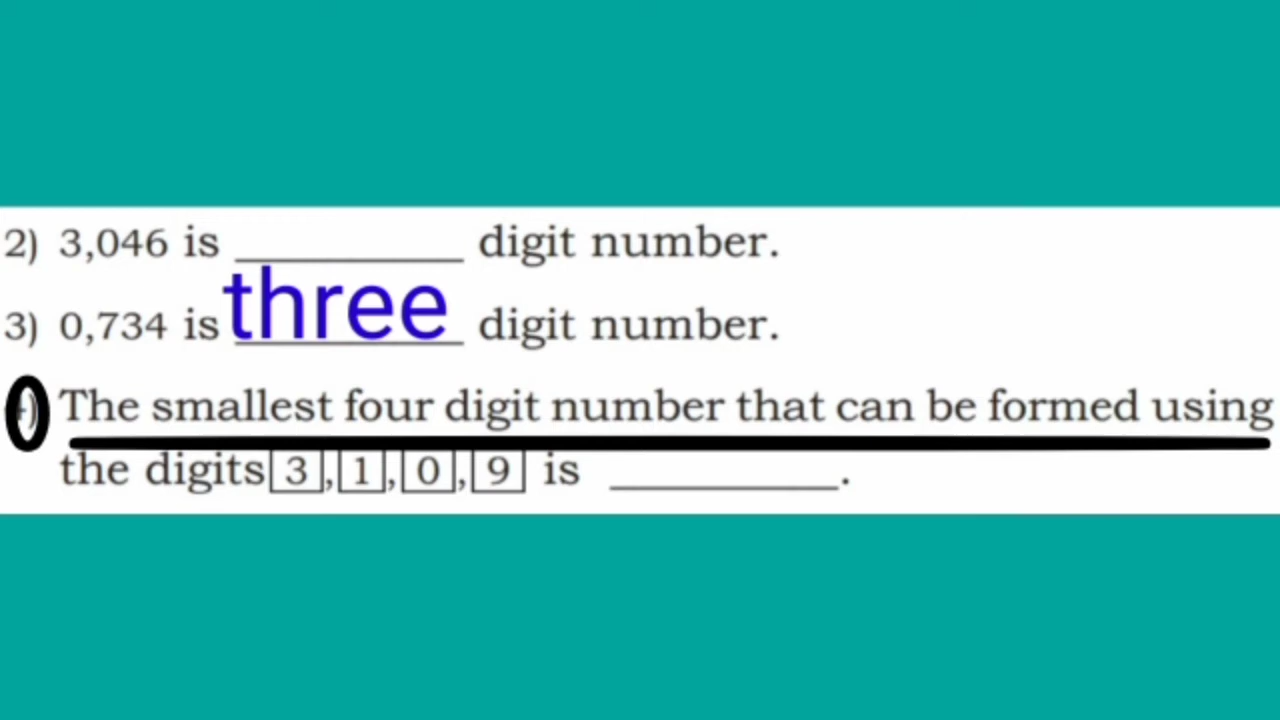 2) 3,046 is __________ digit number.
3) 0,734 is three digit number.
The smallest four digit number that can be formed using
the digits 3, 1, 0, 9 is __________.